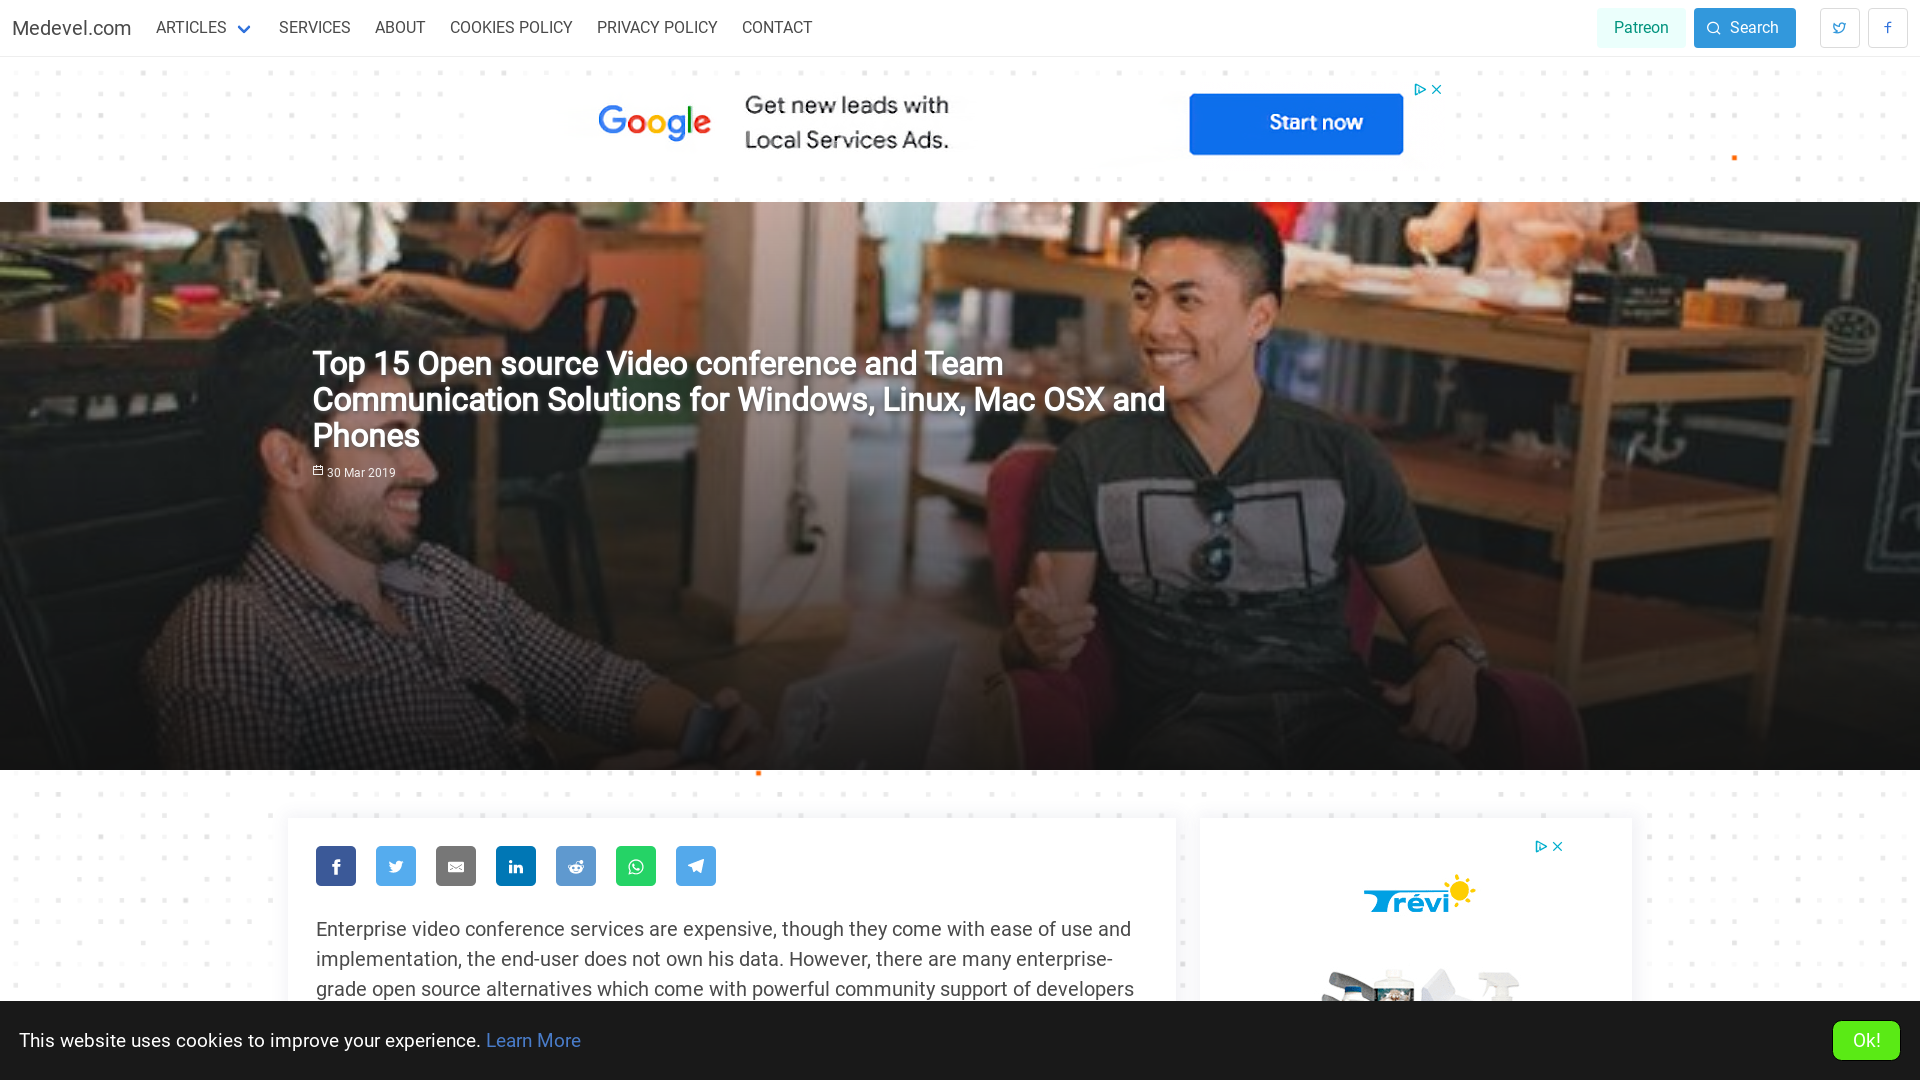 Medevel.com ARTICLES SERVICES ABOUT COOKIES POLICY PRIVACY POLICY CONTACT Patreon Search
Google Get new leads with
Local Services Ads. Start now
Top 15 Open source Video conference and Team
Communication Solutions for Windows, Linux, Mac OSX and
Phones
30 Mar 2019
Trévi
Enterprise video conference services are expensive, though they come with ease of use and
implementation, the end-user does not own his data. However, there are many enterprise-
grade open source alternatives which come with powerful community support of developers
This website uses cookies to improve your experience. Learn More Ok!